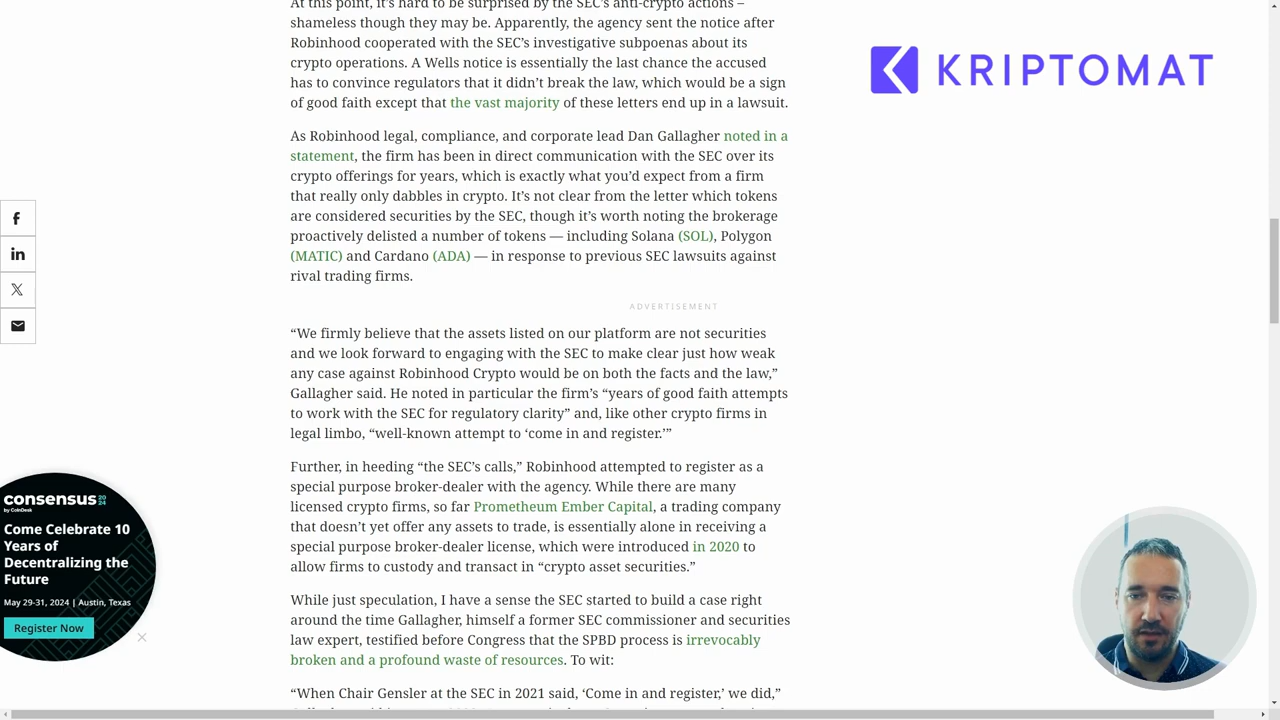 At this point, it’s hard to be surprised by the SEC’s anti-crypto actions –
shameless though they may be. Apparently, the agency sent the notice after
Robinhood cooperated with the SEC’s investigative subpoenas about its
crypto operations. A Wells notice is essentially the last chance the accused
has to convince regulators that it didn’t break the law, which would be a sign
of good faith except that the vast majority of these letters end up in a lawsuit.
As Robinhood legal, compliance, and corporate lead Dan Gallagher noted in a
statement, the firm has been in direct communication with the SEC over its
crypto offerings for years, which is exactly what you’d expect from a firm
that really only dabbles in crypto. It’s not clear from the letter which tokens
are considered securities by the SEC, though it’s worth noting the brokerage
proactively delisted a number of tokens — including Solana (SOL), Polygon
(MATIC) and Cardano (ADA) — in response to previous SEC lawsuits against
rival trading firms.
ADVERTISEMENT
“We firmly believe that the assets listed on our platform are not securities
and we look forward to engaging with the SEC to make clear just how weak
any case against Robinhood Crypto would be on both the facts and the law,”
Gallagher said. He noted in particular the firm’s “years of good faith attempts
to work with the SEC for regulatory clarity” and, like other crypto firms in
legal limbo, “well-known attempt to ‘come in and register.’”
Further, in heeding “the SEC’s calls,” Robinhood attempted to register as a
special purpose broker-dealer with the agency. While there are many
licensed crypto firms, so far Prometheum Ember Capital, a trading company
that doesn’t yet offer any assets to trade, is essentially alone in receiving a
special purpose broker-dealer license, which were introduced in 2020 to
allow firms to custody and transact in “crypto asset securities.”
While just speculation, I have a sense the SEC started to build a case right
around the time Gallagher, himself a former SEC commissioner and securities
law expert, testified before Congress that the SPBD process is irrevocably
broken and a profound waste of resources. To wit:
“When Chair Gensler at the SEC in 2021 said, ‘Come in and register,’ we did,”
KRIPTOMAT
consensus 2024
by CoinDesk
Come Celebrate 10
Years of
Decentralizing the
Future
May 29-31, 2024 | Austin, Texas
Register Now